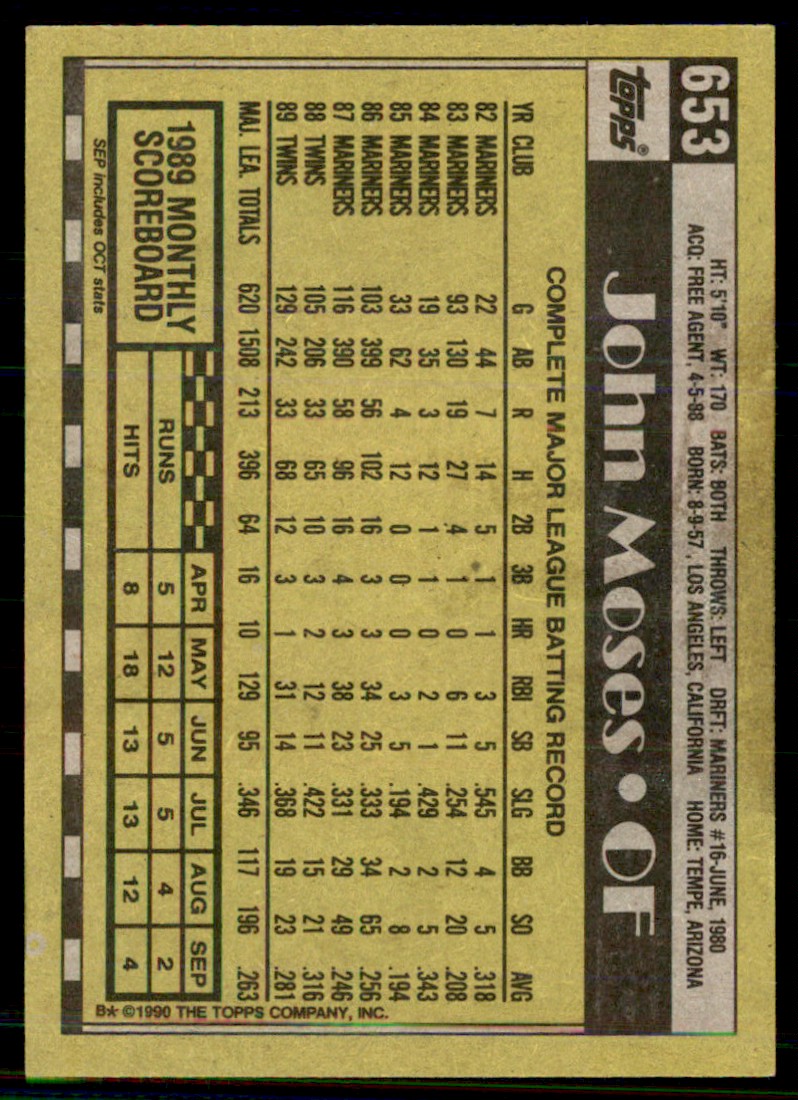 653
HT: 5'10" WT: 170 BATS: BOTH THROWS: LEFT DRFT: MARINERS #16-JUNE, 1980
ACQ: FREE AGENT, 4-5-88 BORN: 8-9-57, LOS ANGELES, CALIFORNIA HOME: TEMPE, ARIZONA
TOPPS®
John Moses • OF
COMPLETE MAJOR LEAGUE BATTING RECORD
YR CLUB G AB R H 2B 3B HR RBI SB SLG BB SO AVG
82 MARINERS 22 44 7 14 5 1 1 3 5 .545 4 5 .318
83 MARINERS 93 130 19 27 4 1 0 6 11 .254 12 20 .208
84 MARINERS 19 35 3 12 1 1 0 2 1 .429 2 5 .343
85 MARINERS 33 62 4 12 0 0 0 3 5 .194 2 8 .194
86 MARINERS 103 399 56 102 16 3 3 34 25 .333 34 65 .256
87 MARINERS 116 390 58 96 16 4 3 38 23 .331 29 49 .246
88 TWINS 105 206 33 65 10 3 2 12 11 .422 15 21 .316
89 TWINS 129 242 33 68 12 3 1 31 14 .368 19 23 .281
MAJ. LEA. TOTALS 620 1508 213 396 64 16 10 129 95 .346 117 196 .263
1989 MONTHLY
SCOREBOARD
APR MAY JUN JUL AUG SEP
RUNS 5 12 5 5 4 2
HITS 8 18 13 13 12 4
SEP includes OCT stats
B* ©1990 THE TOPPS COMPANY, INC.